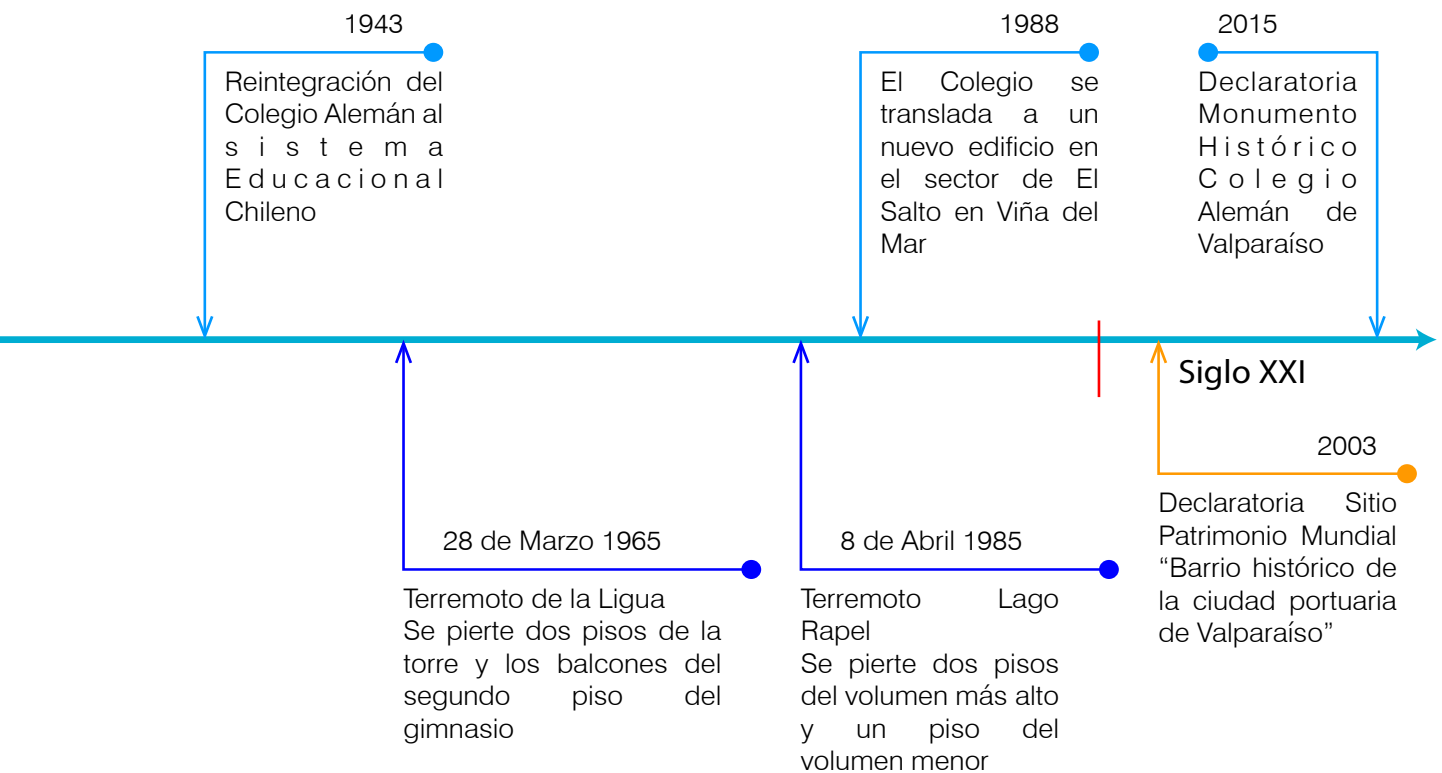 1943
Reintegración del
Colegio Alemán al
sistema
Educacional
Chileno
1988
El Colegio se
translada a un
nuevo edificio en
el sector de El
Salto en Viña del
Mar
2015
Declaratoria
Monumento
Histórico
Colegio
Alemán de
Valparaíso
Siglo XXI
28 de Marzo 1965
Terremoto de la Ligua
Se pierte dos pisos de la
torre y los balcones del
segundo piso del
gimnasio
8 de Abril 1985
Terremoto Lago
Rapel
Se pierte dos pisos
del volumen más alto
y un piso del
volumen menor
2003
Declaratoria Sitio
Patrimonio Mundial
“Barrio histórico de
la ciudad portuaria
de Valparaíso”